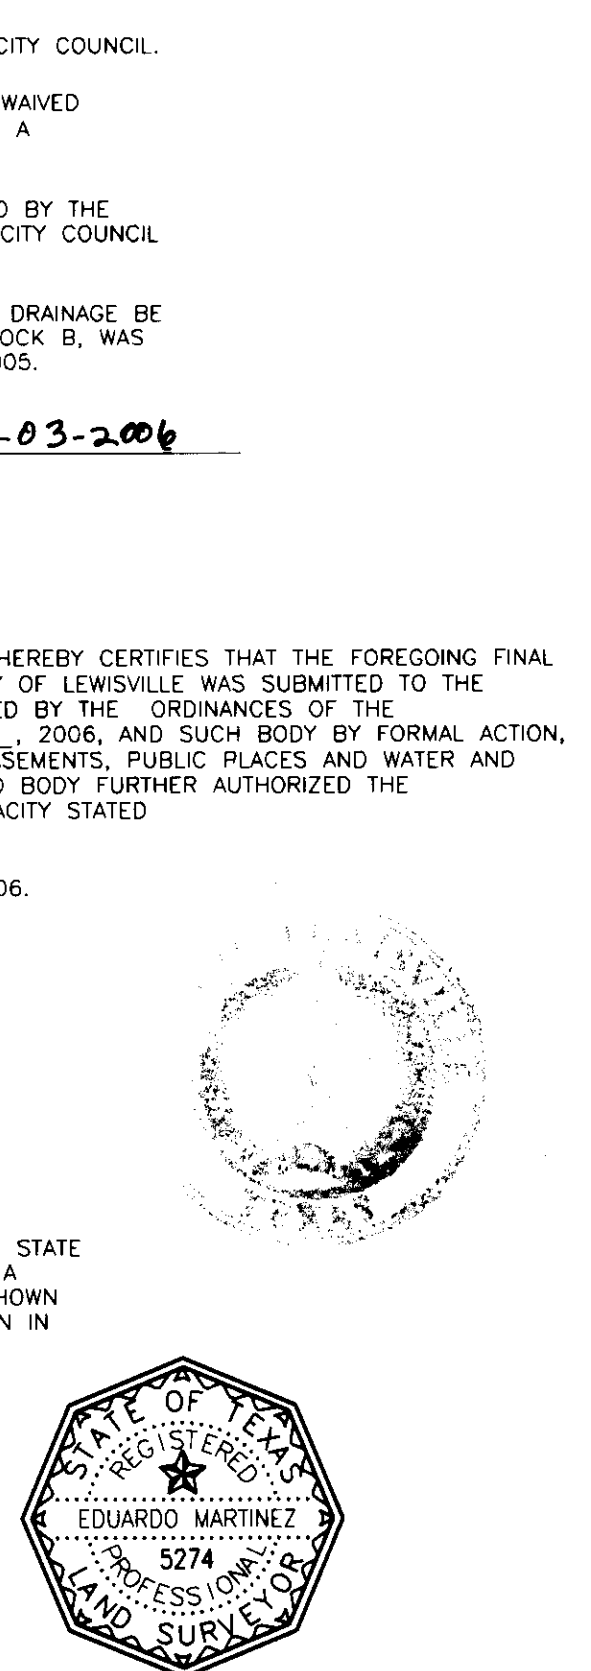 CITY COUNCIL.
WAIVED
A
BY THE
CITY COUNCIL
DRAINAGE BE
OCK B, WAS
005.
-03-2006
HEREBY CERTIFIES THAT THE FOREGOING FINAL
Y OF LEWISVILLE WAS SUBMITTED TO THE
ED BY THE ORDINANCES OF THE
_, 2006, AND SUCH BODY BY FORMAL ACTION,
SEMENTS, PUBLIC PLACES AND WATER AND
D BODY FURTHER AUTHORIZED THE
ACITY STATED
06.
STATE
A
HOWN
N IN
STATE OF TEXAS
REGISTERED
EDUARDO MARTINEZ
5274
PROFESSIONAL
LAND SURVEYOR